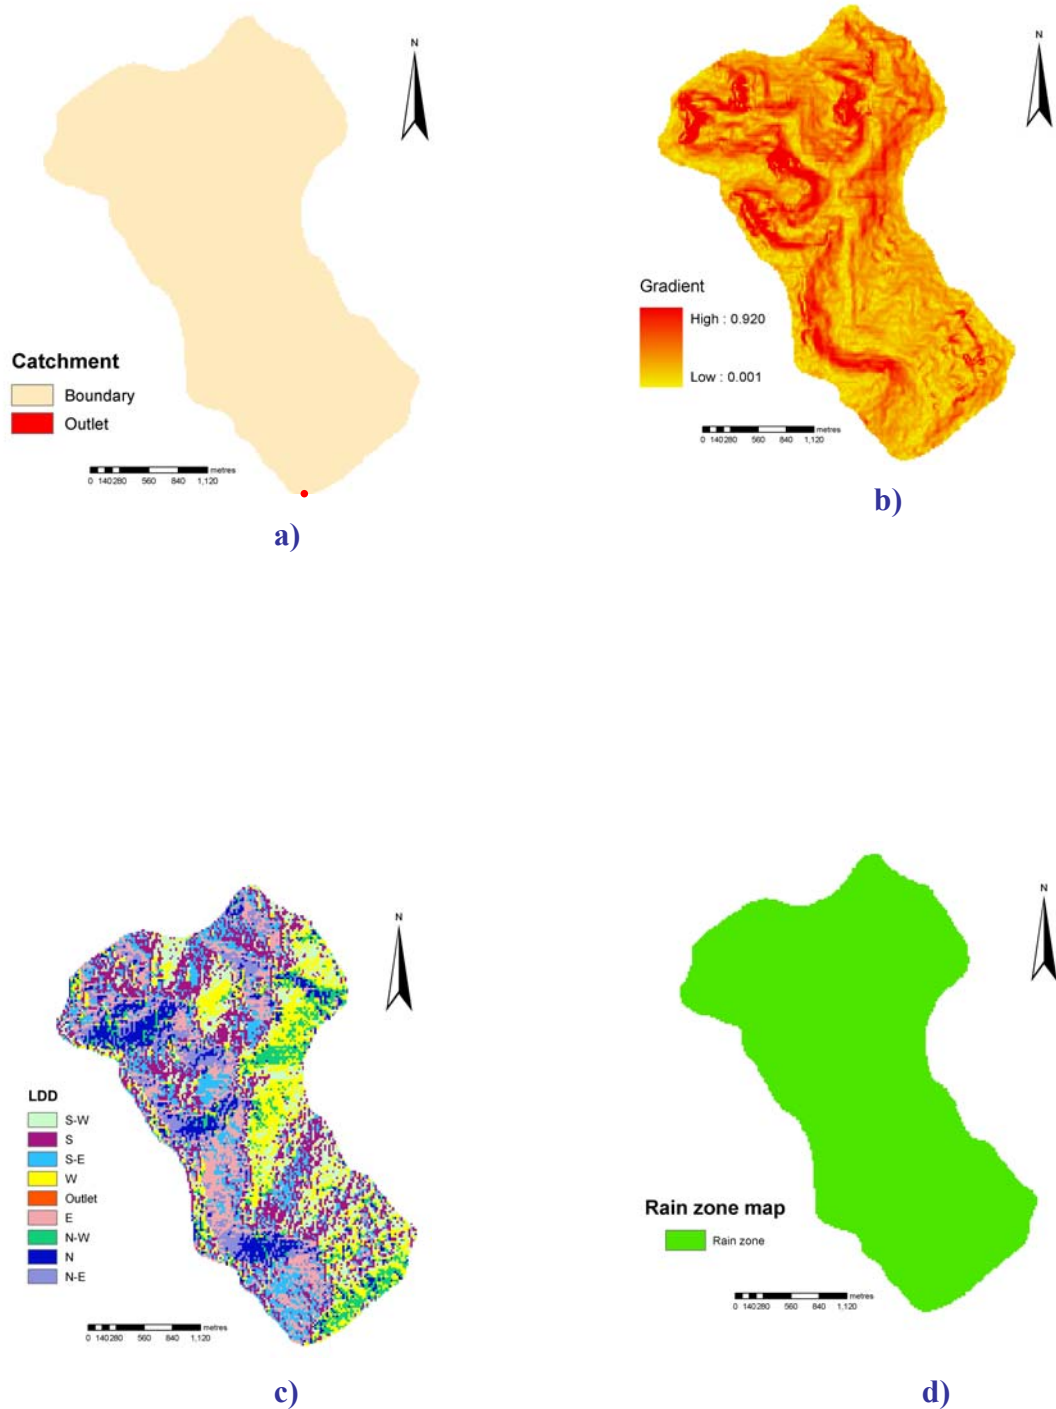 N
Catchment
Boundary
Outlet
metres
0 140 280 560 840 1,120
a)
N
Gradient
High : 0.920
Low : 0.001
metres
0 140 280 560 840 1,120
b)
N
LDD
S-W
S
S-E
W
Outlet
E
N-W
N
N-E
metres
0 140 280 560 840 1,120
c)
N
Rain zone map
Rain zone
metres
0 140 280 560 840 1,120
d)